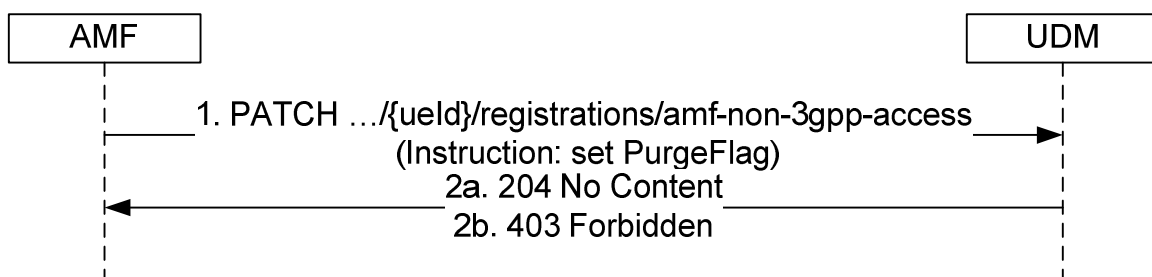 AMF
UDM
1. PATCH …/{ueId}/registrations/amf-non-3gpp-access
(Instruction: set PurgeFlag)
2a. 204 No Content
2b. 403 Forbidden